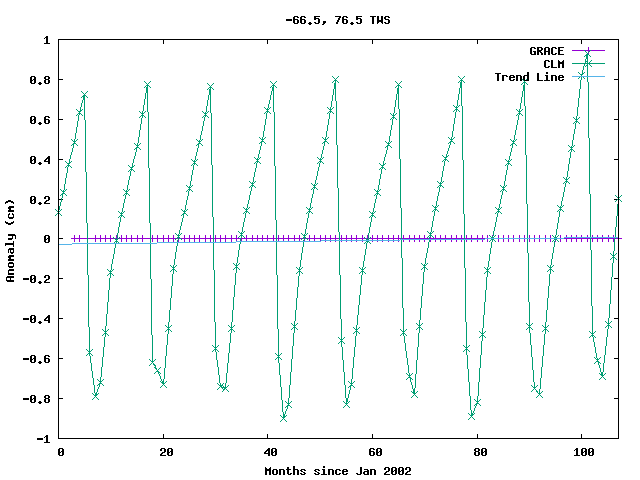 -66.5, 76.5 TWS
GRACE
CLM
Trend Line
1
0.8
0.6
0.4
0.2
0
-0.2
-0.4
-0.6
-0.8
-1
Anomaly (cm)
0 20 40 60 80 100
Months since Jan 2002